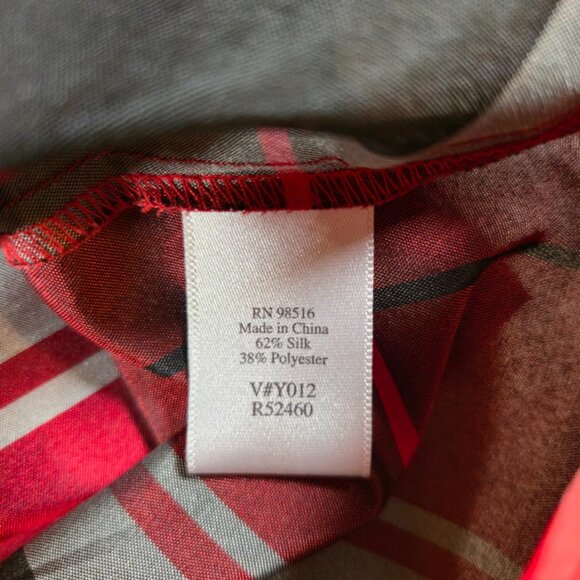 RN 98516
Made in China
62% Silk
38% Polyester
V#Y012
R52460